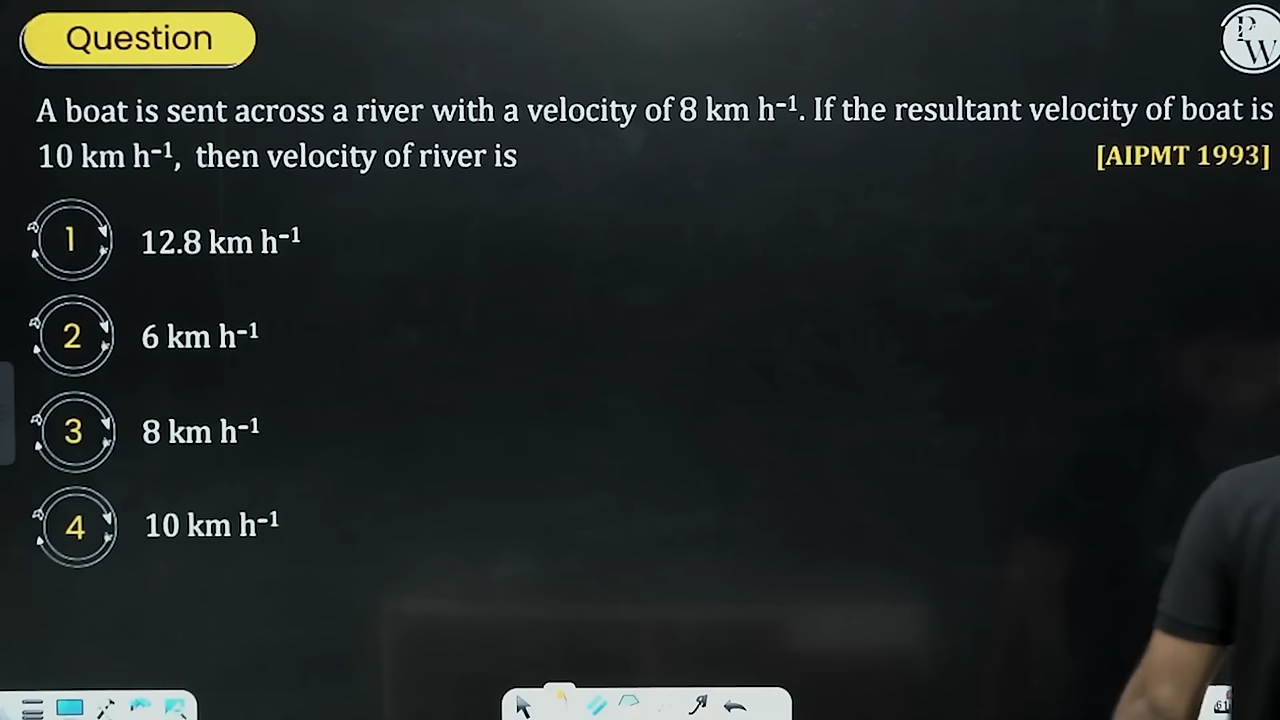 Question
PW
A boat is sent across a river with a velocity of 8 km h⁻¹. If the resultant velocity of boat is
10 km h⁻¹, then velocity of river is
[AIPMT 1993]
1 12.8 km h⁻¹
2 6 km h⁻¹
3 8 km h⁻¹
4 10 km h⁻¹
61